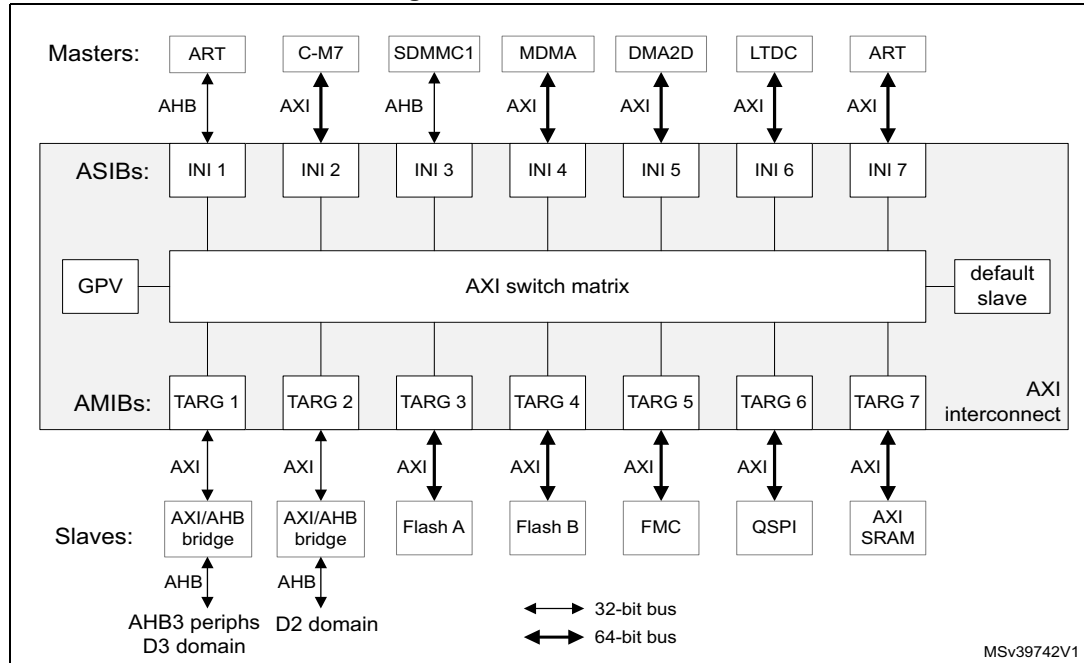 Masters: ART C-M7 SDMMC1 MDMA DMA2D LTDC ART
AHB AXI AHB AXI AXI AXI AXI
ASIBs: INI 1 INI 2 INI 3 INI 4 INI 5 INI 6 INI 7
GPV AXI switch matrix default
slave
AMIBs: TARG 1 TARG 2 TARG 3 TARG 4 TARG 5 TARG 6 TARG 7 AXI
interconnect
AXI AXI AXI AXI AXI AXI AXI
Slaves: AXI/AHB
bridge AXI/AHB
bridge Flash A Flash B FMC QSPI AXI
SRAM
AHB AHB
AHB3 periphs
D3 domain
D2 domain
32-bit bus
64-bit bus
MSv39742V1